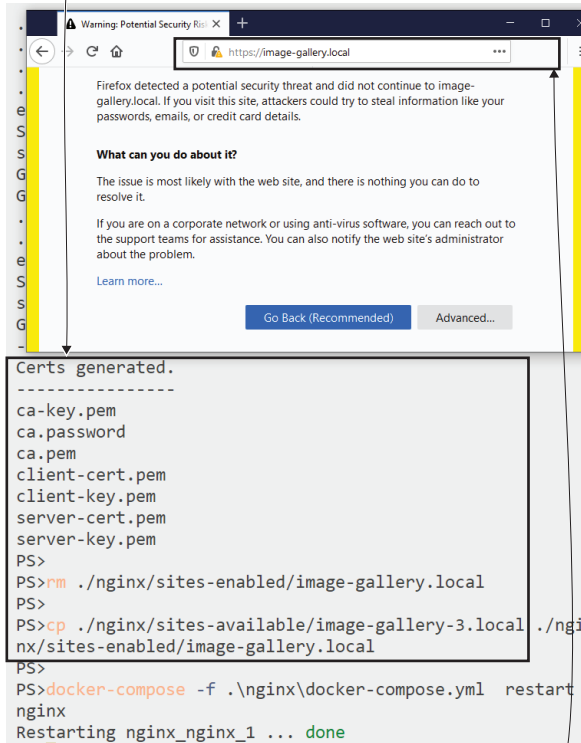 Warning: Potential Security Ris
https://image-gallery.local
Firefox detected a potential security threat and did not continue to image-
gallery.local. If you visit this site, attackers could try to steal information like your
passwords, emails, or credit card details.
What can you do about it?
The issue is most likely with the web site, and there is nothing you can do to
resolve it.
If you are on a corporate network or using anti-virus software, you can reach out to
the support teams for assistance. You can also notify the web site's administrator
about the problem.
Learn more...
Go Back (Recommended) Advanced...
.
.
.
.
e
S
s
G
G
.
.
e
S
s
G
-
Certs generated.
----------------
ca-key.pem
ca.password
ca.pem
client-cert.pem
client-key.pem
server-cert.pem
server-key.pem
PS>
PS>rm ./nginx/sites-enabled/image-gallery.local
PS>
PS>cp ./nginx/sites-available/image-gallery-3.local ./ngi
nx/sites-enabled/image-gallery.local
PS>
PS>docker-compose -f .\nginx\docker-compose.yml restart
nginx
Restarting nginx_nginx_1 ... done